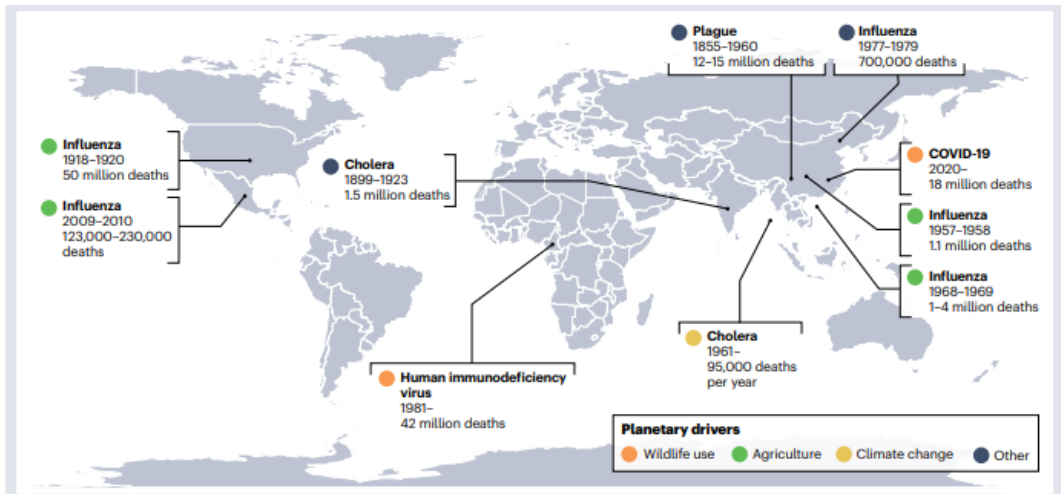 Plague
1855–1960
12–15 million deaths
Influenza
1977–1979
700,000 deaths
Influenza
1918–1920
50 million deaths
Cholera
1899–1923
1.5 million deaths
COVID-19
2020–
18 million deaths
Influenza
2009–2010
123,000–230,000
deaths
Influenza
1957–1958
1.1 million deaths
Influenza
1968–1969
1–4 million deaths
Cholera
1961–
95,000 deaths
per year
Human immunodeficiency
virus
1981–
42 million deaths
Planetary drivers
Wildlife use Agriculture Climate change Other